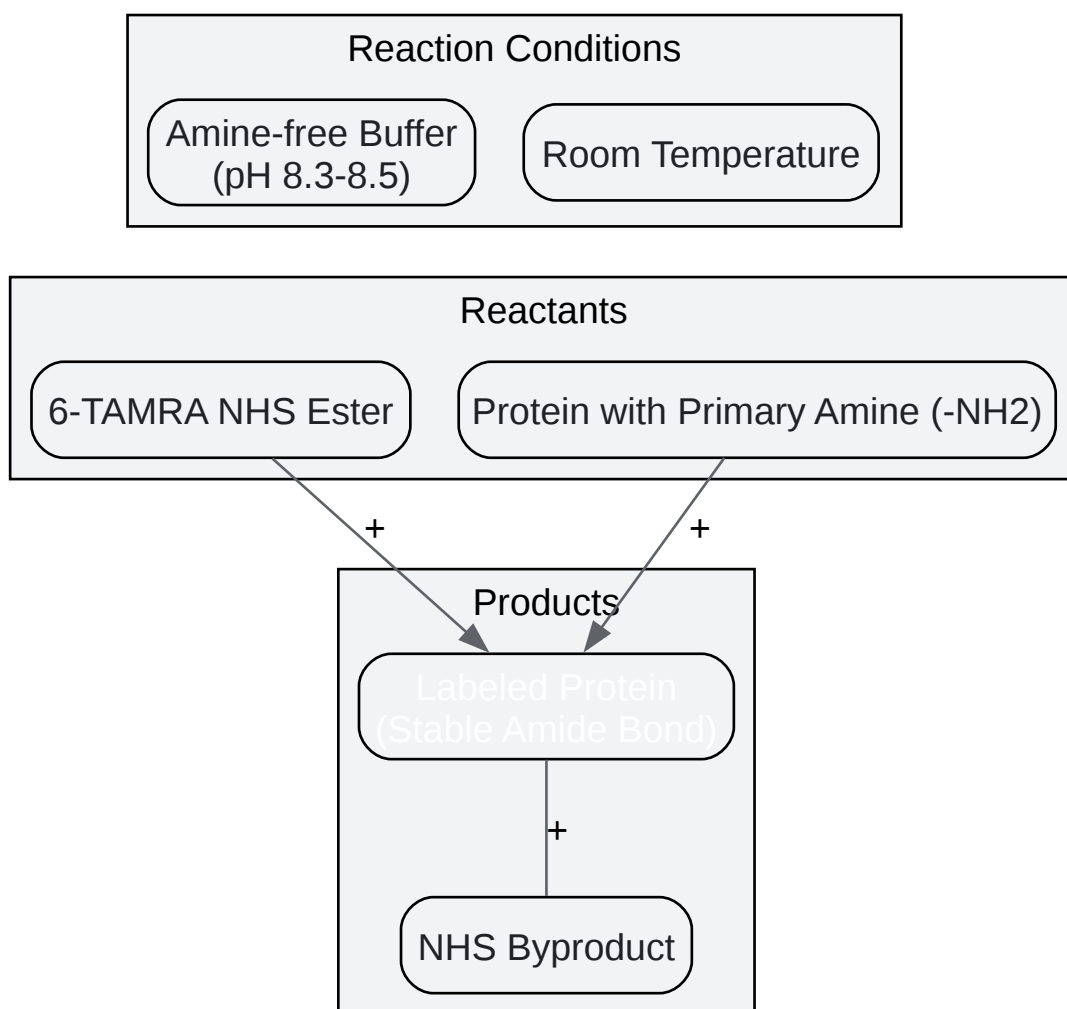 Reaction Conditions
Amine-free Buffer
(pH 8.3-8.5)
Room Temperature
Reactants
6-TAMRA NHS Ester
Protein with Primary Amine (-NH2)
+
+
Products
Labeled Protein
(Stable Amide Bond)
+
NHS Byproduct